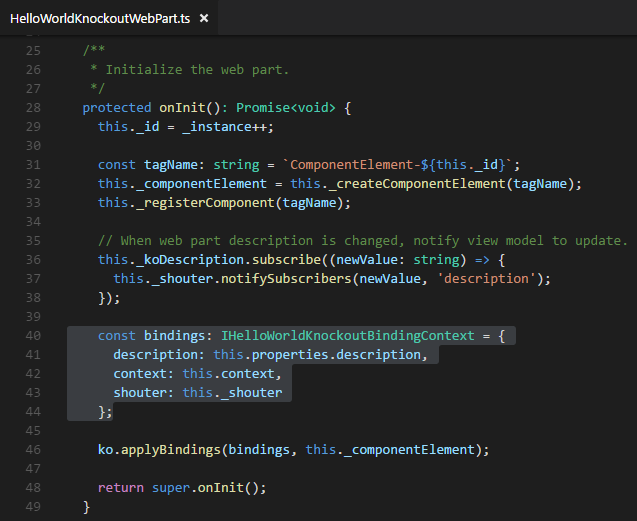 HelloWorldKnockoutWebPart.ts ×
25 /**
26 * Initialize the web part.
27 */
28 protected onInit(): Promise<void> {
29 this._id = _instance++;
30
31 const tagName: string = `ComponentElement-${this._id}`;
32 this._componentElement = this._createComponentElement(tagName);
33 this._registerComponent(tagName);
34
35 // When web part description is changed, notify view model to update.
36 this._koDescription.subscribe((newValue: string) => {
37 this._shouter.notifySubscribers(newValue, 'description');
38 });
39
40 const bindings: IHelloWorldKnockoutBindingContext = {
41 description: this.properties.description,
42 context: this.context,
43 shouter: this._shouter
44 };
45
46 ko.applyBindings(bindings, this._componentElement);
47
48 return super.onInit();
49 }